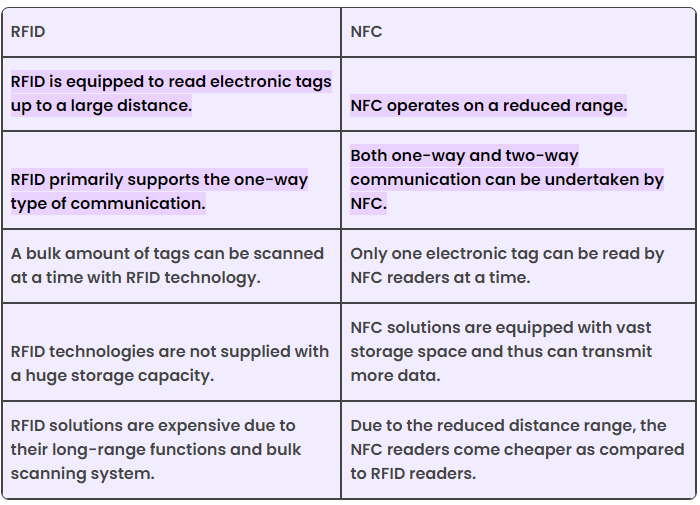 RFID
NFC
RFID is equipped to read electronic tags
up to a large distance.
NFC operates on a reduced range.
RFID primarily supports the one-way
type of communication.
Both one-way and two-way
communication can be undertaken by
NFC.
A bulk amount of tags can be scanned
at a time with RFID technology.
Only one electronic tag can be read by
NFC readers at a time.
RFID technologies are not supplied with
a huge storage capacity.
NFC solutions are equipped with vast
storage space and thus can transmit
more data.
RFID solutions are expensive due to
their long-range functions and bulk
scanning system.
Due to the reduced distance range, the
NFC readers come cheaper as compared
to RFID readers.